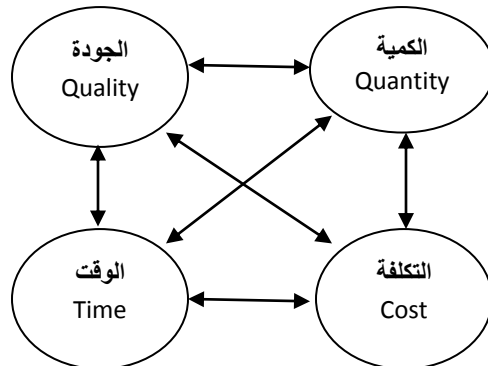 الجودة
Quality
الكمية
Quantity
الوقت
Time
التكلفة
Cost